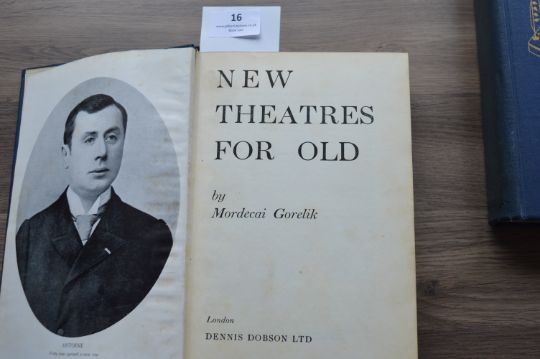 16
NEW
THEATRES
FOR OLD
by
Mordecai Gorelik
London
DENNIS DOBSON LTD
ANTOINE